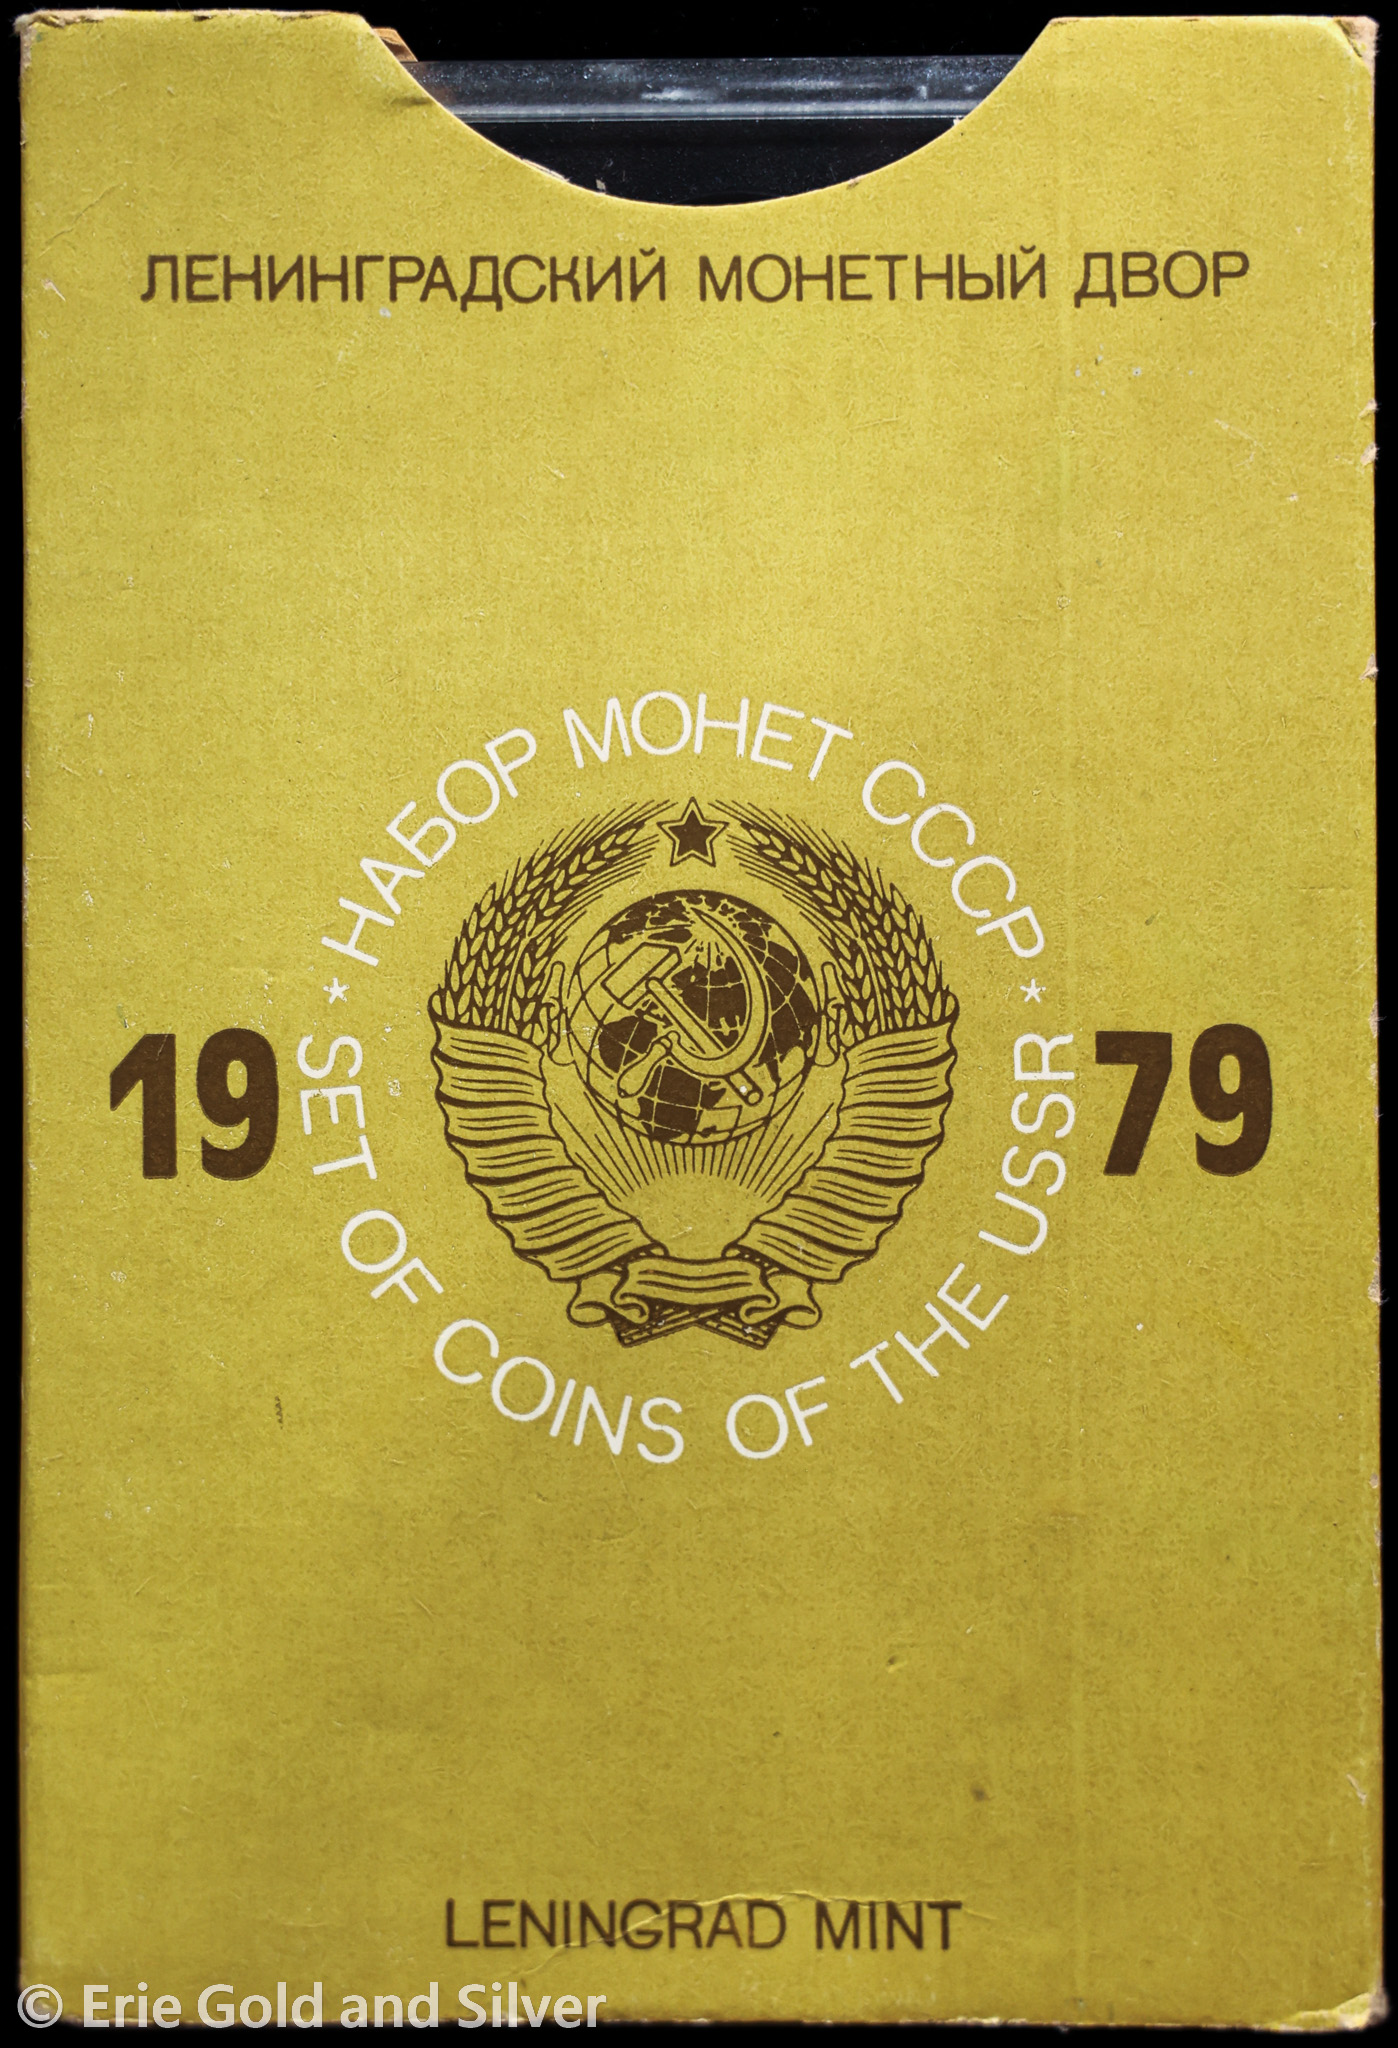 ЛЕНИНГРАДСКИЙ МОНЕТНЫЙ ДВОР
* НАБОР МОНЕТ СССР *
19 79
SET OF COINS OF THE USSR
LENINGRAD MINT
© Erie Gold and Silver